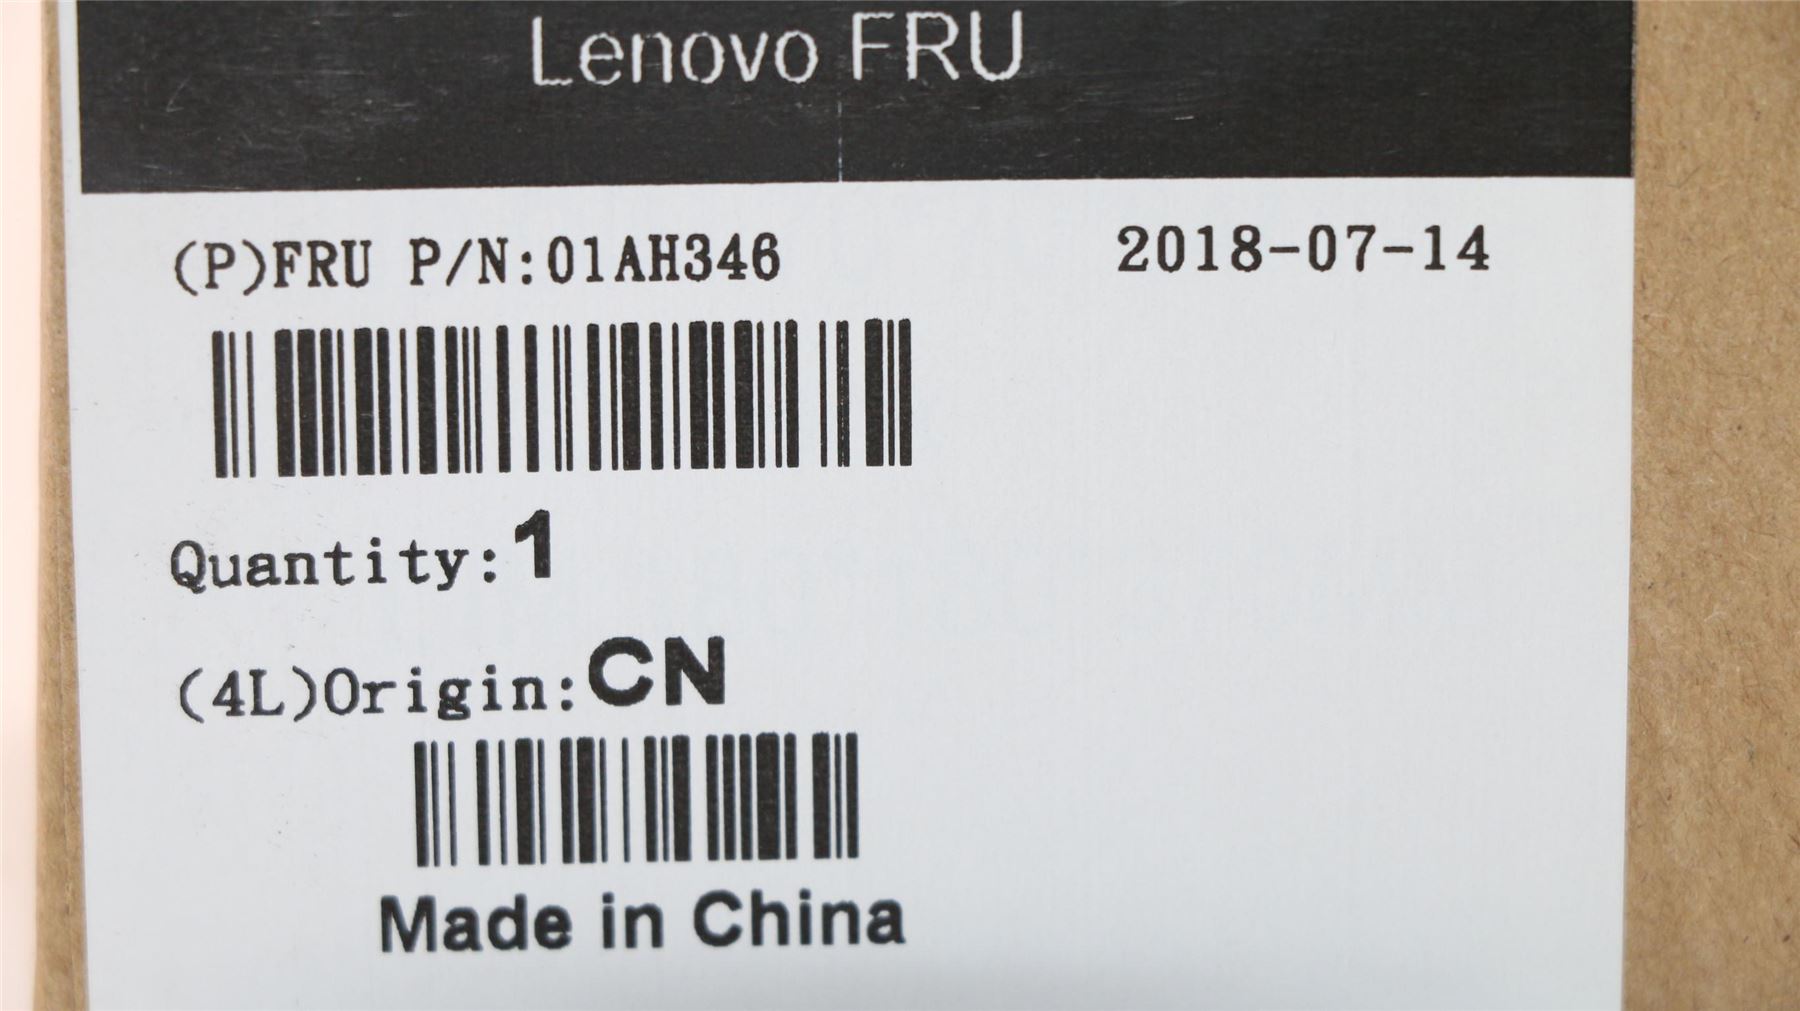 Lenovo FRU
(P)FRU P/N:01AH346 2018-07-14
Quantity:1
(4L)Origin:CN
Made in China